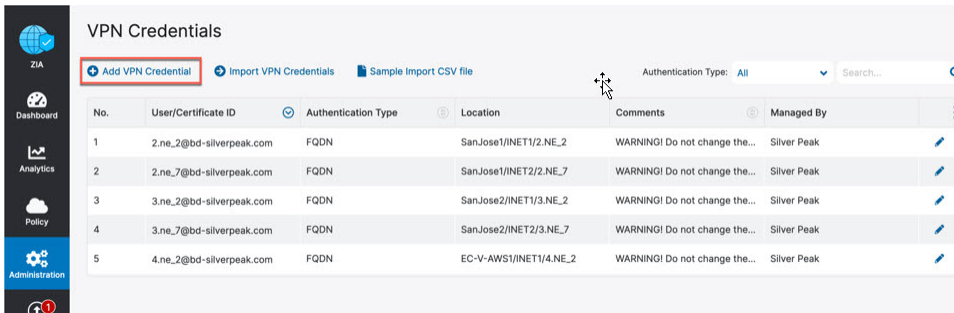 VPN Credentials
ZIA
Add VPN Credential Import VPN Credentials Sample Import CSV file Authentication Type: All Search...
Dashboard
No. User/Certificate ID Authentication Type Location Comments Managed By
1 2.ne_2@bd-silverpeak.com FQDN SanJose1/INET1/2.NE_2 WARNING! Do not change the... Silver Peak
Analytics
2 2.ne_7@bd-silverpeak.com FQDN SanJose1/INET2/2.NE_7 WARNING! Do not change the... Silver Peak
3 3.ne_2@bd-silverpeak.com FQDN SanJose2/INET1/3.NE_2 WARNING! Do not change the... Silver Peak
Policy
4 3.ne_7@bd-silverpeak.com FQDN SanJose2/INET2/3.NE_7 WARNING! Do not change the... Silver Peak
5 4.ne_2@bd-silverpeak.com FQDN EC-V-AWS1/INET1/4.NE_2 WARNING! Do not change the... Silver Peak
Administration
1